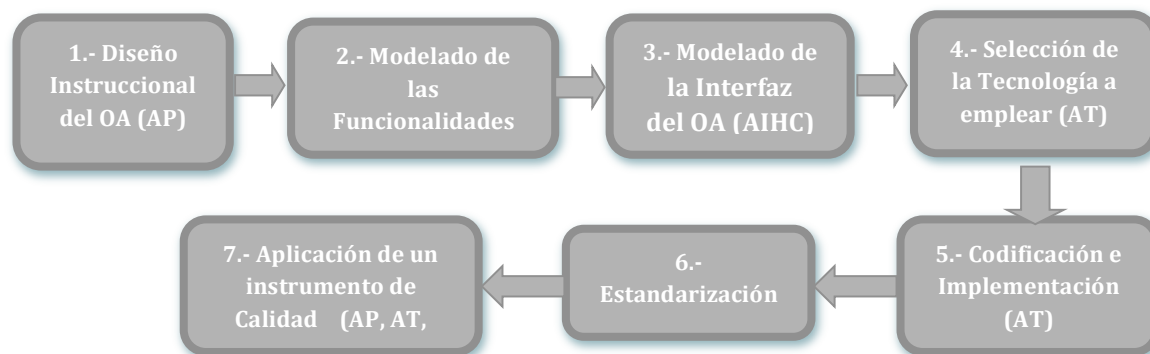 1.- Diseño
Instruccional
del OA (AP)
2.- Modelado de
las
Funcionalidades
3.- Modelado de
la Interfaz
del OA (AIHC)
4.- Selección de
la Tecnología a
emplear (AT)
5.- Codificación e
Implementación
(AT)
6.-
Estandarización
7.- Aplicación de un
instrumento de
Calidad (AP, AT,